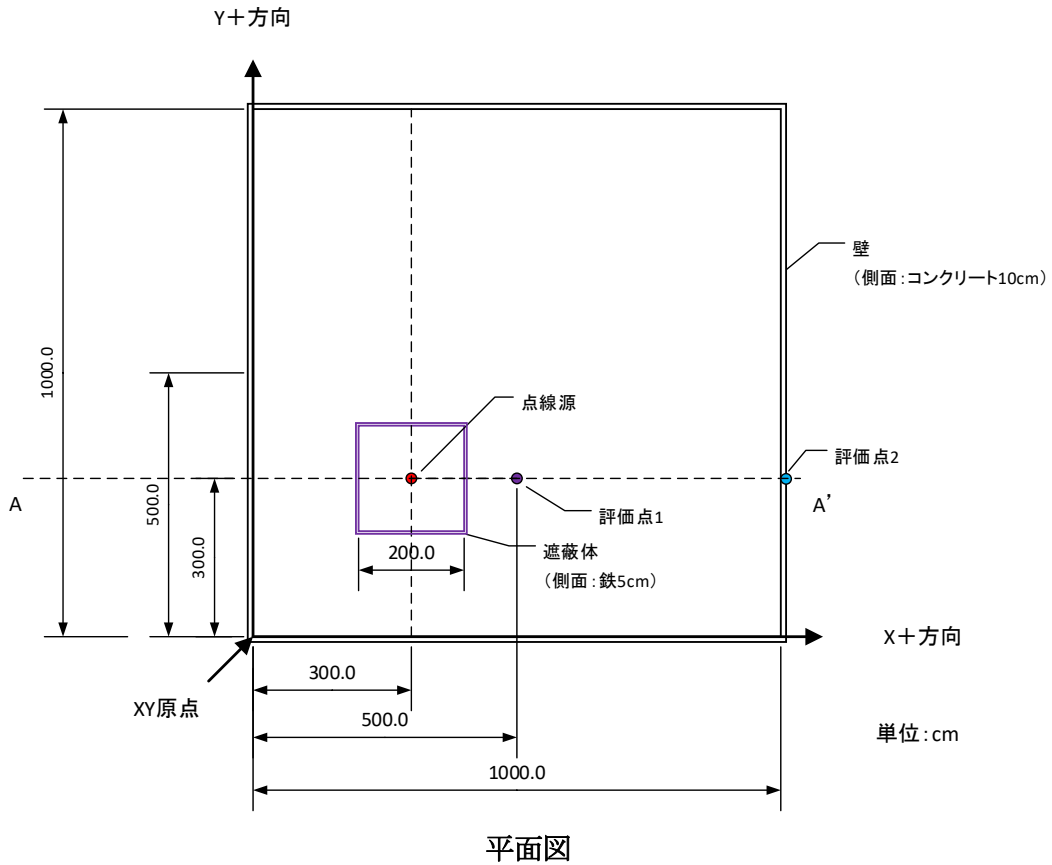 Y＋方向
壁
（側面：コンクリート10cm）
1000.0
点線源
500.0
評価点2
A
A’
300.0
評価点1
遮蔽体
200.0
（側面：鉄5cm）
X＋方向
300.0
XY原点
500.0
単位：cm
1000.0
平面図